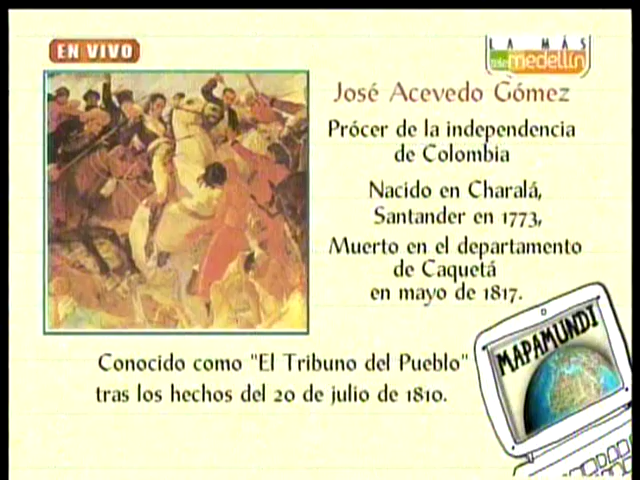 EN VIVO
LA MÁS
tele medellín
José Acevedo Gómez
Prócer de la independencia
de Colombia
Nacido en Charalá,
Santander en 1773,
Muerto en el departamento
de Caquetá
en mayo de 1817.
MAPAMUNDI
Conocido como "El Tribuno del Pueblo"
tras los hechos del 20 de julio de 1810.